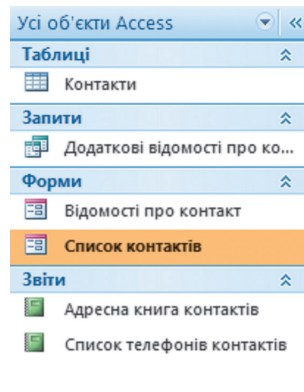 Усі об'єкти Access
Таблиці
Контакти
Запити
Додаткові відомості про ко...
Форми
Відомості про контакт
Список контактів
Звіти
Адресна книга контактів
Список телефонів контактів